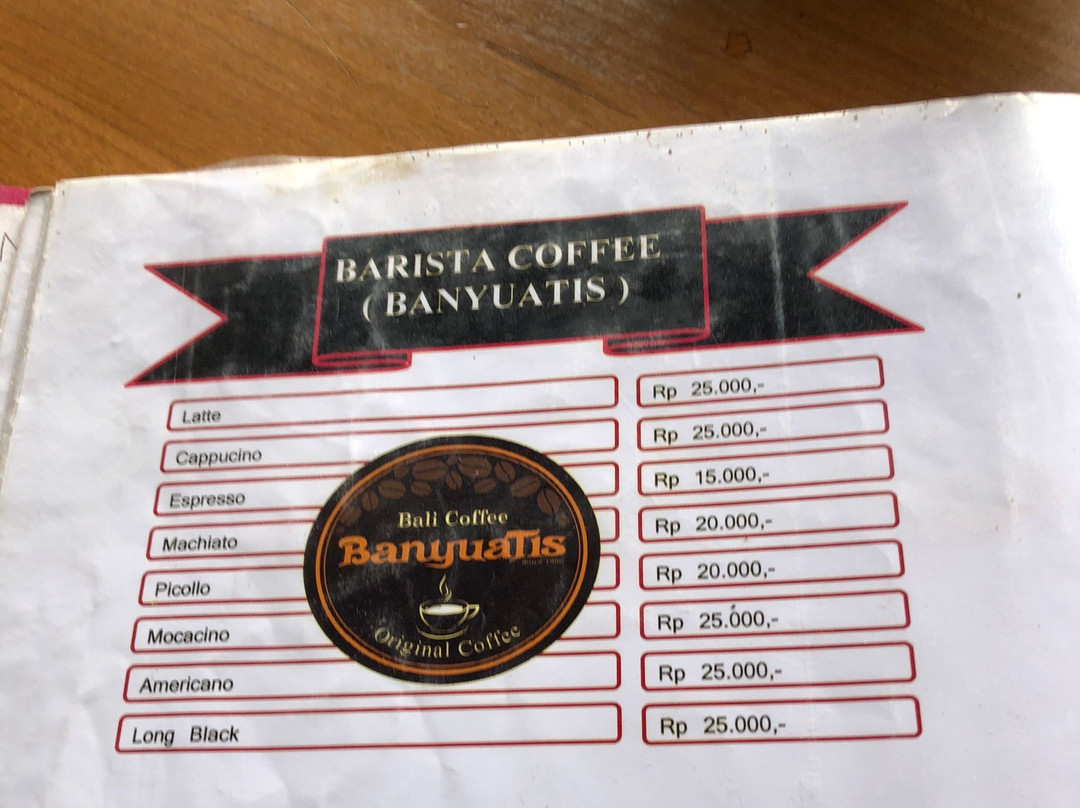 BARISTA COFFEE
( BANYUATIS )
Latte Rp 25.000,-
Cappucino Rp 25.000,-
Espresso Rp 15.000,-
Machiato Rp 20.000,-
Picollo Rp 20.000,-
Mocacino Rp 25.000,-
Americano Rp 25.000,-
Long Black Rp 25.000,-
Bali Coffee
BanyuaTis
Original Coffee